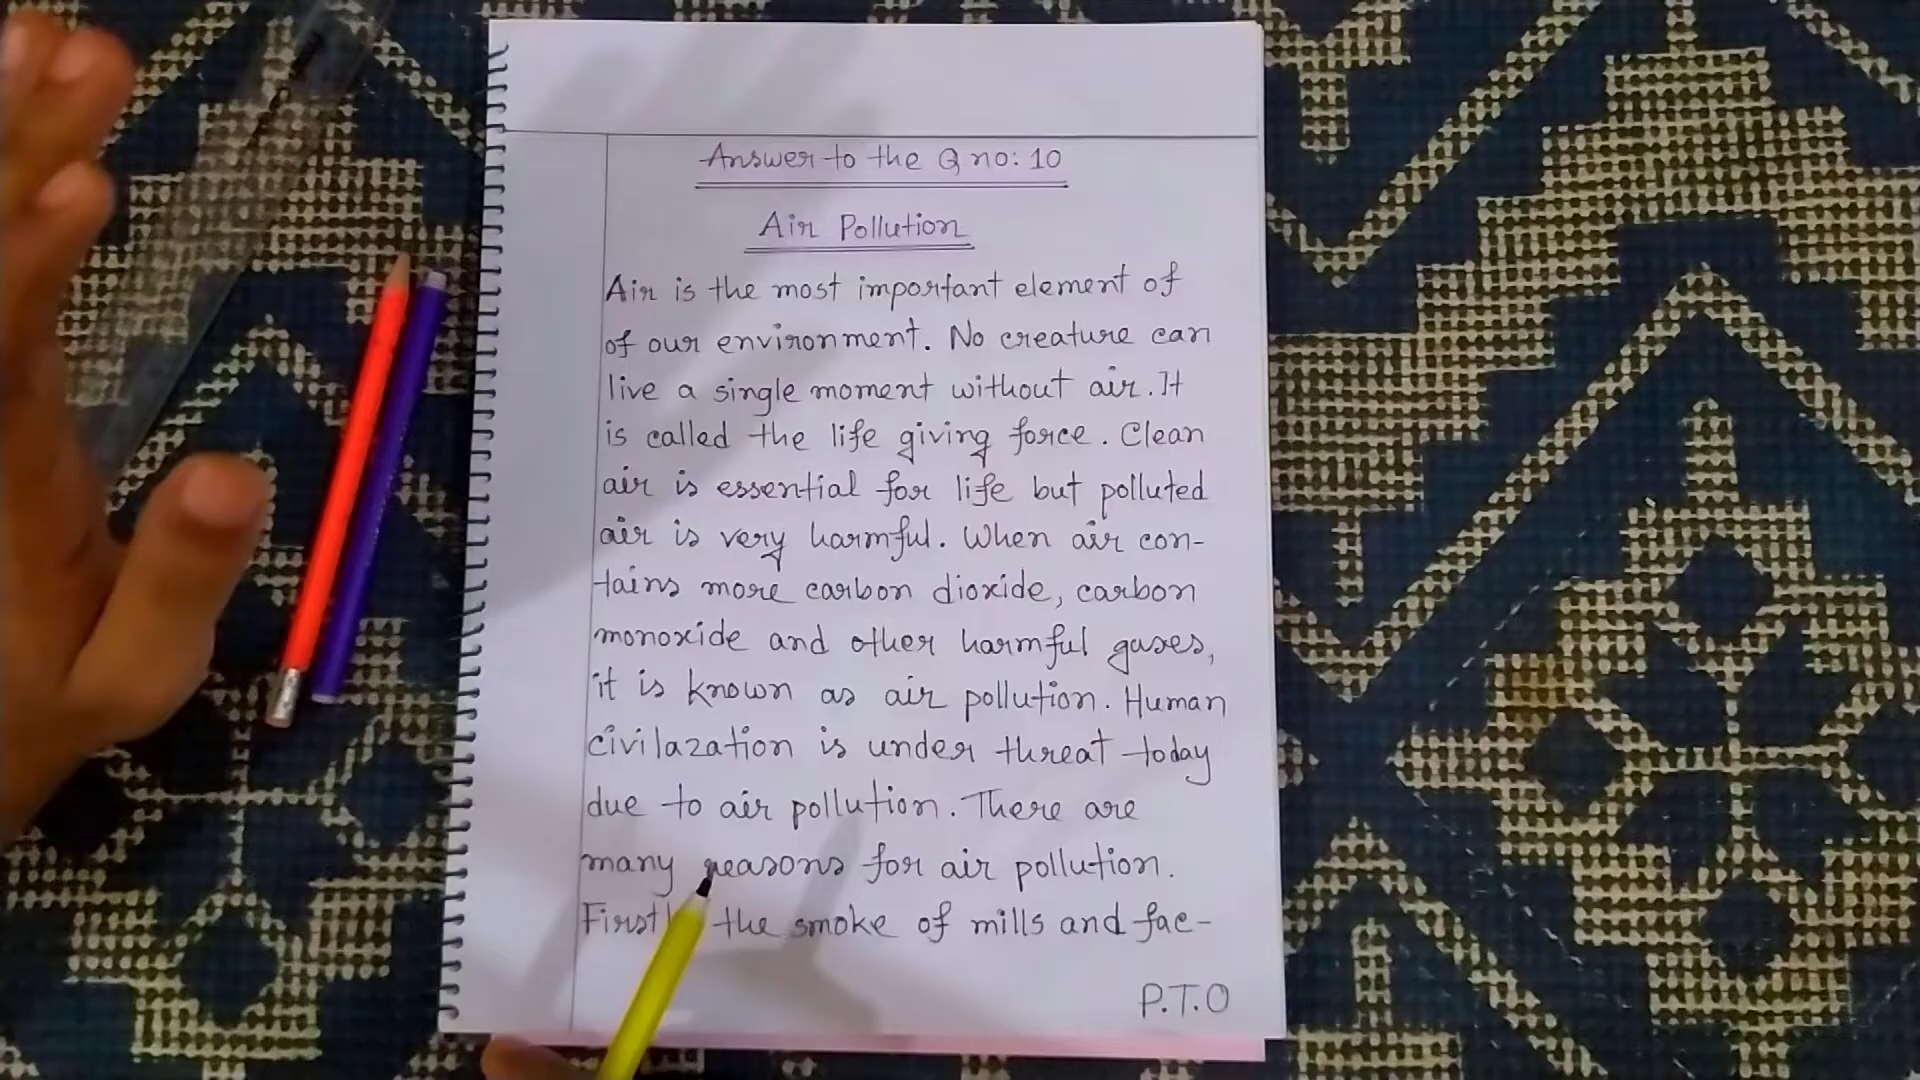 Answer to the Q no: 10
Air Pollution
Air is the most important element of
of our environment. No creature can
live a single moment without air. It
is called the life giving force. Clean
air is essential for life but polluted
air is very harmful. When air con-
tains more carbon dioxide, carbon
monoxide and other harmful gases,
it is known as air pollution. Human
civilazation is under threat today
due to air pollution. There are
many reasons for air pollution.
Firstly the smoke of mills and fac-
P.T.O